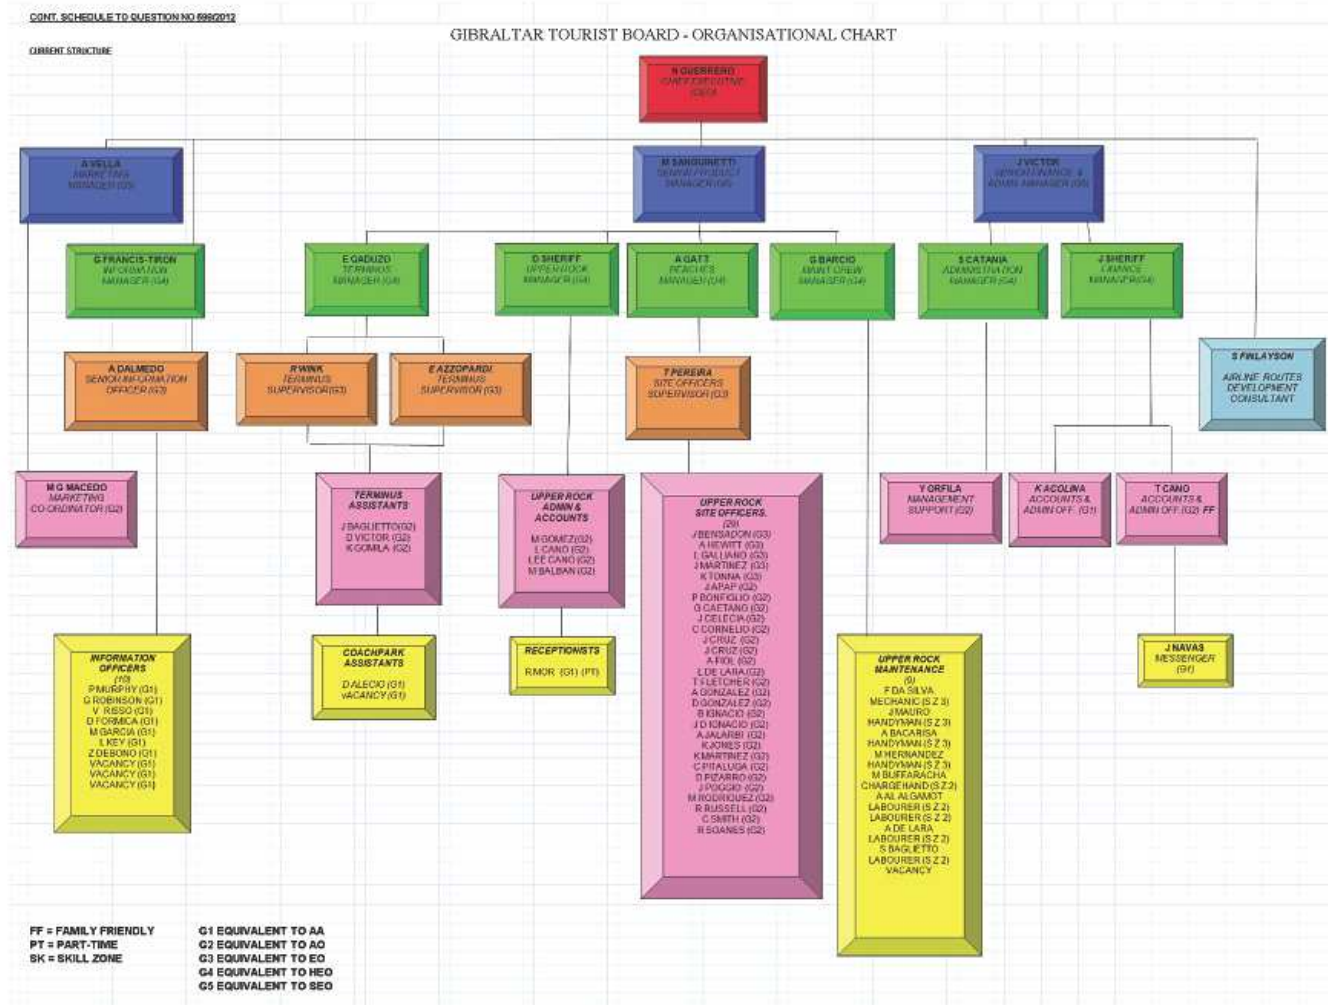 CONT. SCHEDULE TO QUESTION NO 598/2012
GIBRALTAR TOURIST BOARD - ORGANISATIONAL CHART
CURRENT STRUCTURE
N GUERRERO
CHIEF EXECUTIVE
A VELLA
MARKETING
MANAGER (G5)
M SANGUINETTI
SENIOR PRODUCT
MANAGER (G5)
J VICTOR
SENIOR FINANCE &
ADMIN. MANAGER (G5)
G FRANCIS-TIRON
INFORMATION
MANAGER (G4)
E GADUZO
TERMINUS
MANAGER (G4)
D SHERIFF
UPPER ROCK
MANAGER (G4)
A GATT
BEACHES
MANAGER (G4)
G BARCIO
MAINT CREW
MANAGER (G4)
S CATANIA
ADMINISTRATION
MANAGER (G4)
J SHERIFF
FINANCE
MANAGER(G4)
A DALMEDO
SENIOR INFORMATION
OFFICER (G3)
R WINK
TERMINUS
SUPERVISOR(G3)
E AZZOPARDI
TERMINUS
SUPERVISOR (G3)
T PEREIRA
SITE OFFICERS
SUPERVISOR (G3)
S FINLAYSON
AIRLINE ROUTES
DEVELOPMENT
CONSULTANT
M G MACEDO
MARKETING
CO-ORDINATOR (G2)
TERMINUS
ASSISTANTS
J BAGLIETTO(G2)
D VICTOR (G2)
K GOMILA (G2)
UPPER ROCK
ADMIN &
ACCOUNTS
M GOMEZ(G2)
L CANO (G2)
LEE CANO (G2)
M BALBAN (G2)
UPPER ROCK
SITE OFFICERS.
(29)
J BENSADON (G3)
A HEWITT (G3)
L GALLIANO (G3)
J MARTINEZ (G3)
K TONNA (G3)
J APAP (G2)
P BONFIGLIO (G2)
G CAETANO (G2)
J CELECIA (G2)
C CORNELIO (G2)
J CRUZ (G2)
J CRUZ (G2)
A FIOL (G2)
L DE LARA (G2)
T FLETCHER (G2)
A GONZALEZ (G2)
D GONZALEZ (G2)
B IGNACIO (G2)
J D IGNACIO (G2)
A JALARBI (G2)
K JONES (G2)
K MARTINEZ (G2)
C PITALUGA (G2)
D PIZARRO (G2)
J POGGIO (G2)
M RODRIQUEZ (G2)
R RUSSELL (G2)
C SMITH (G2)
R SOANES (G2)
Y ORFILA
MANAGEMENT
SUPPORT (G2)
K ACOLINA
ACCOUNTS &
ADMIN OFF. (G1)
T CANO
ACCOUNTS &
ADMIN OFF. (G2) FF
INFORMATION
OFFICERS
(10)
P MURPHY (G1)
G ROBINSON (G1)
V RISSO (G1)
D FORMICA (G1)
M GARCIA (G1)
L KEY (G1)
Z DEBONO (G1)
VACANCY (G1)
VACANCY (G1)
VACANCY (G1)
COACH PARK
ASSISTANTS
D ALECIO (G1)
vACANCY (G1)
RECEPTIONISTS
R MOR (G1) (PT)
UPPER ROCK
MAINTENANCE
(9)
F DA SILVA
MECHANIC (S Z 3)
J MAURO
HANDYMAN (S Z 3)
A BACARISA
HANDYMAN (S Z 3)
M HERNANDEZ
HANDYMAN (S Z 3)
M BUFFARACHA
CHARGEHAND (S Z 2)
A AL ALGAMOT
LABOURER (S Z 2)
LABOURER (S Z 2)
A DE LARA
LABOURER (S Z 2)
S BAGLIETTO
LABOURER (S Z 2)
VACANCY
J NAVAS
MESSENGER
(G1)
FF = FAMILY FRIENDLY
PT = PART-TIME
SK = SKILL ZONE
G1 EQUIVALENT TO AA
G2 EQUIVALENT TO AO
G3 EQUIVALENT TO EO
G4 EQUIVALENT TO HEO
G5 EQUIVALENT TO SEO